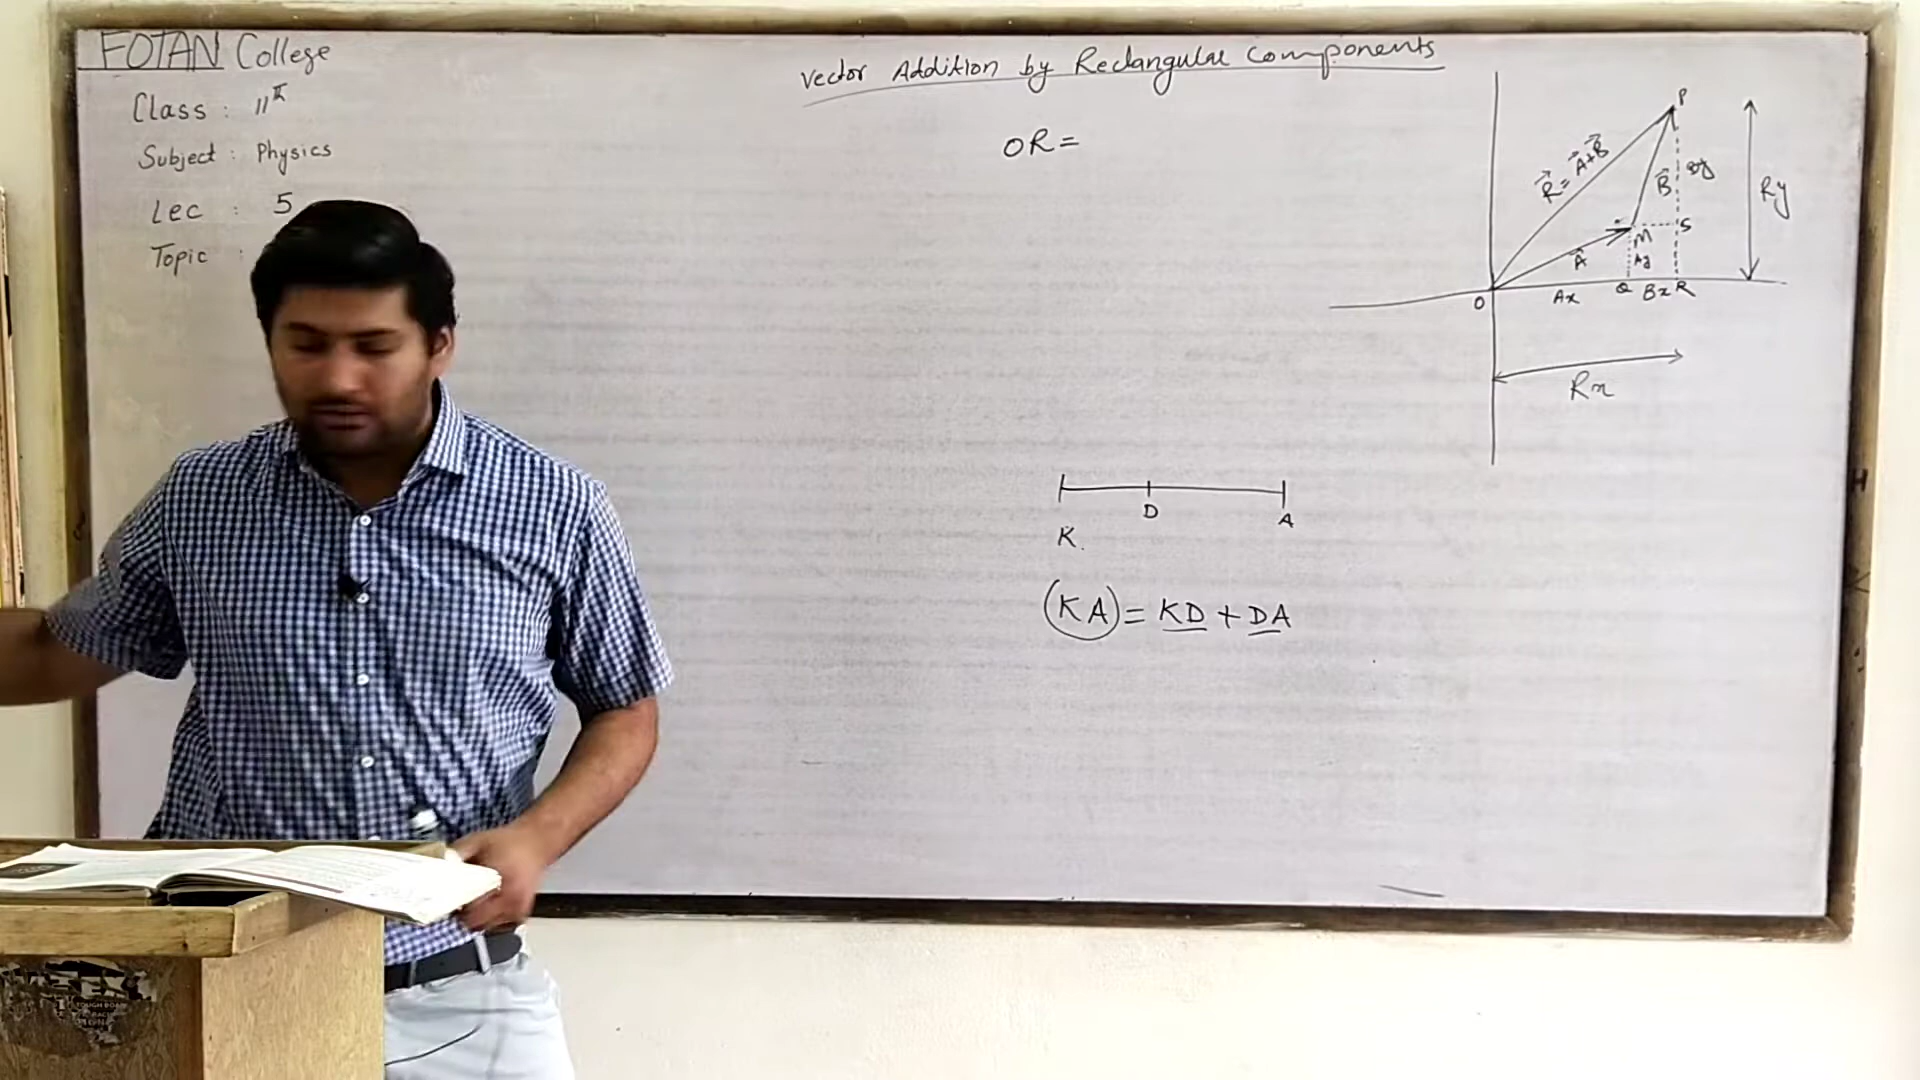 FOTAN College
Class : 11
Subject : Physics
Lec : 5
Topic :
Vector Addition by Rectangular Components
OR =
P
R⃗ = A⃗+B⃗
By
B⃗
Ry
M
S
A⃗
Ay
O
Ax
Q
Bx
R
Rx
D
A
K
(KA) = KD + DA